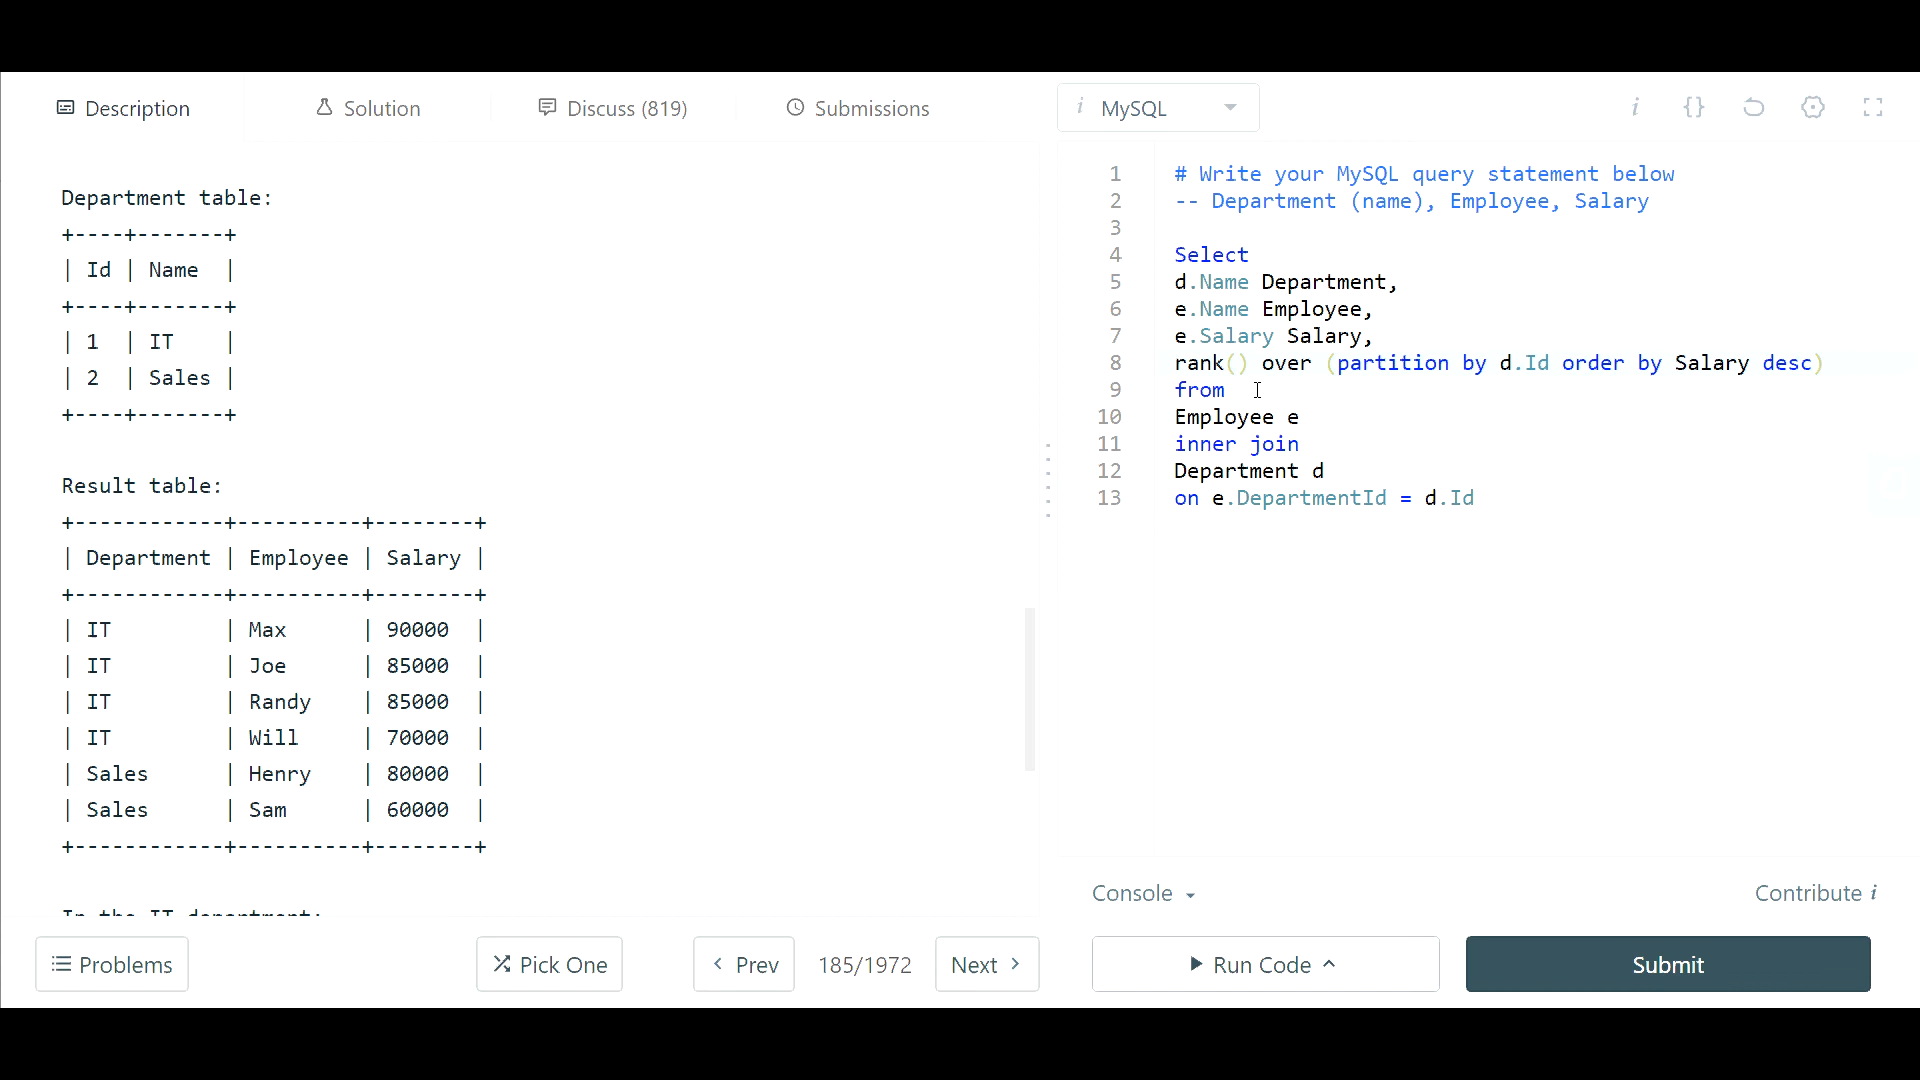 Description Solution Discuss (819) Submissions
Department table:
+----+-------+
| Id | Name  |
+----+-------+
| 1  | IT    |
| 2  | Sales |
+----+-------+
Result table:
+------------+----------+--------+
| Department | Employee | Salary |
+------------+----------+--------+
| IT         | Max      | 90000  |
| IT         | Joe      | 85000  |
| IT         | Randy    | 85000  |
| IT         | Will     | 70000  |
| Sales      | Henry    | 80000  |
| Sales      | Sam      | 60000  |
+------------+----------+--------+
In the IT department:
Problems Pick One Prev 185/1972 Next
i MySQL i {}
1 # Write your MySQL query statement below
2 -- Department (name), Employee, Salary
3
4 Select
5 d.Name Department,
6 e.Name Employee,
7 e.Salary Salary,
8 rank() over (partition by d.Id order by Salary desc)
9 from
10 Employee e
11 inner join
12 Department d
13 on e.DepartmentId = d.Id
Console Contribute i
Run Code Submit